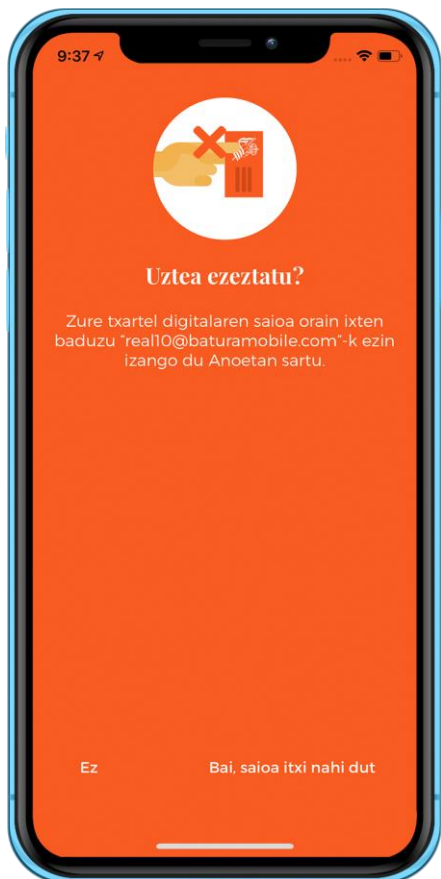 9:37
Uztea ezeztatu?
Zure txartel digitalaren saioa orain ixten
baduzu "real10@baturamobile.com"-k ezin
izango du Anoetan sartu.
Ez
Bai, saioa itxi nahi dut